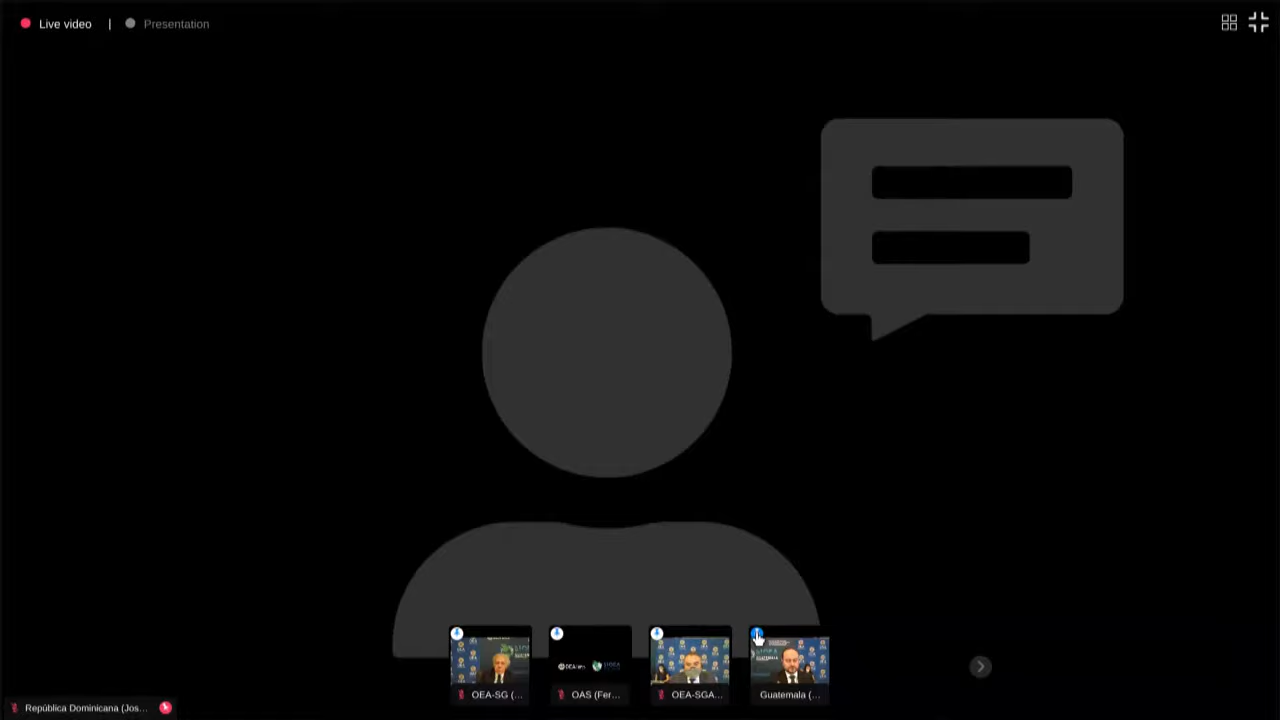 Live video | Presentation
OEA-SG (...
OAS (Fer...
OEA-SGA...
Guatemala (...
República Dominicana (Jos...